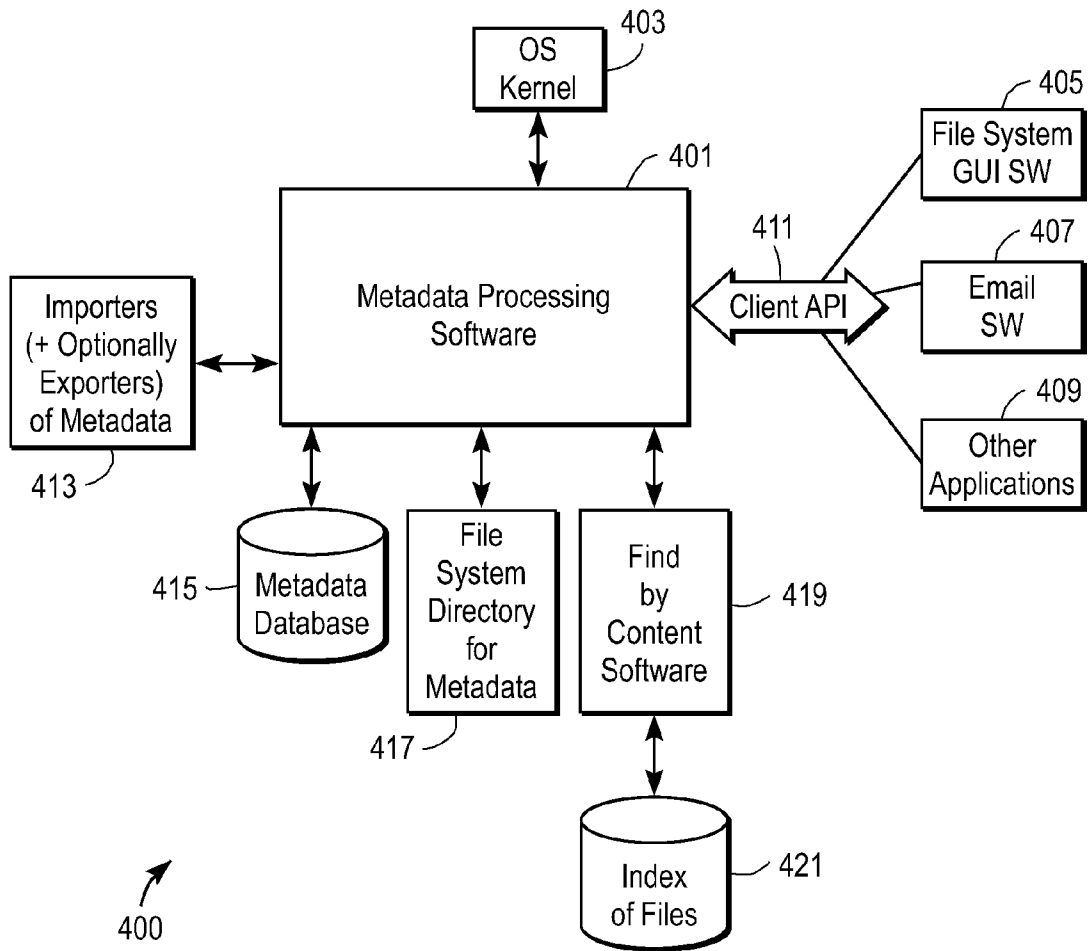 403
OS
Kernel
405
File System
GUI SW
401
411
407
Metadata Processing
Software
Client API
Email
SW
Importers
(+ Optionally
Exporters)
of Metadata
413
409
Other
Applications
415
Metadata
Database
File
System
Directory
for
Metadata
417
Find
by
Content
Software
419
Index
of Files
421
400